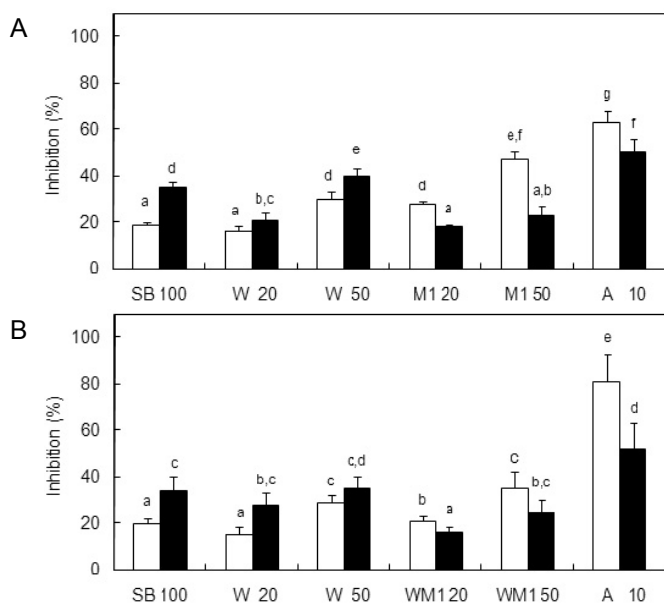 A
Inhibition (%)
100
80
60
40
20
0
a
d
a
b,c
d
e
d
a
e,f
a,b
g
f
SB 100
W 20
W 50
M1 20
M1 50
A 10
B
Inhibition (%)
100
80
60
40
20
0
a
c
a
b,c
c
c,d
b
a
c
b,c
e
d
SB 100
W 20
W 50
WM1 20
WM1 50
A 10